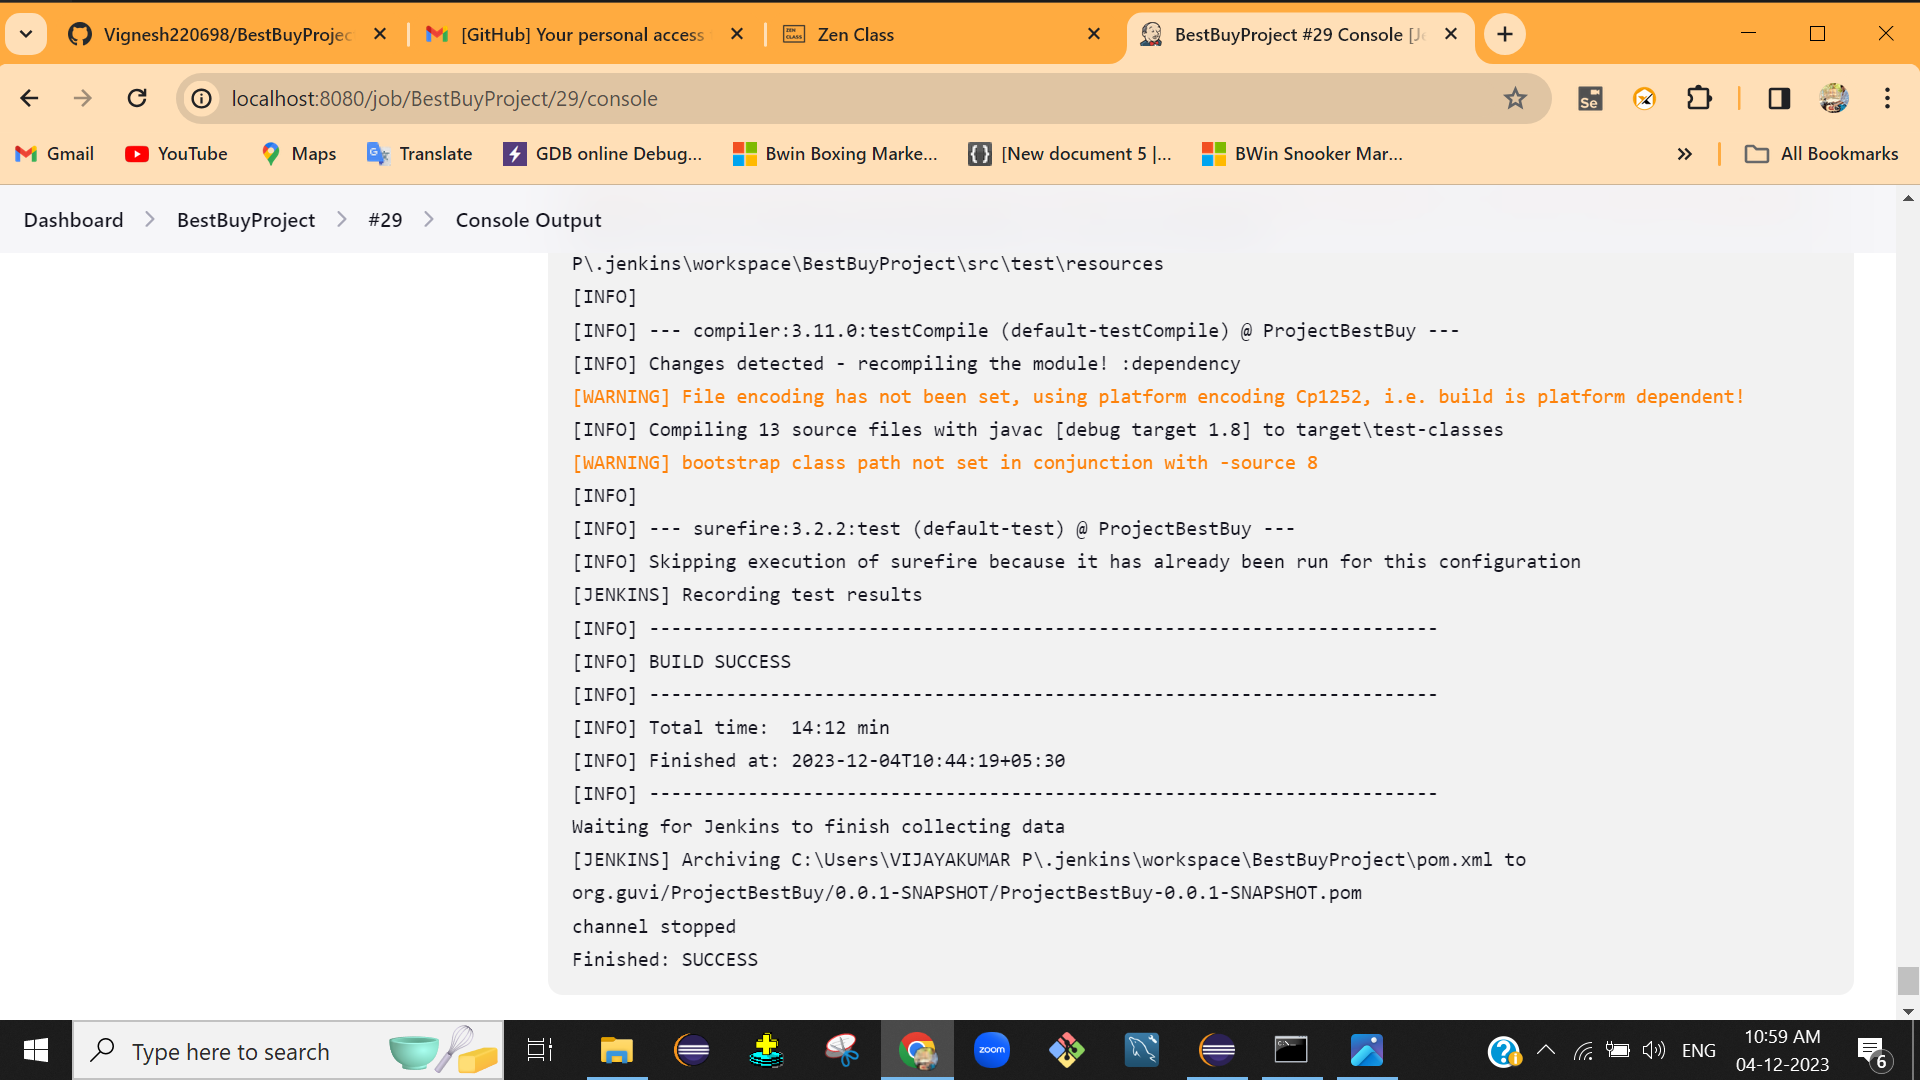 Vignesh220698/BestBuyProjec
[GitHub] Your personal access
Zen Class
BestBuyProject #29 Console [Je
localhost:8080/job/BestBuyProject/29/console
Gmail
YouTube
Maps
Translate
GDB online Debug...
Bwin Boxing Marke...
[New document 5 |...
BWin Snooker Mar...
»
All Bookmarks
Dashboard > BestBuyProject > #29 > Console Output
P\.jenkins\workspace\BestBuyProject\src\test\resources
[INFO]
[INFO] --- compiler:3.11.0:testCompile (default-testCompile) @ ProjectBestBuy ---
[INFO] Changes detected - recompiling the module! :dependency
[WARNING] File encoding has not been set, using platform encoding Cp1252, i.e. build is platform dependent!
[INFO] Compiling 13 source files with javac [debug target 1.8] to target\test-classes
[WARNING] bootstrap class path not set in conjunction with -source 8
[INFO]
[INFO] --- surefire:3.2.2:test (default-test) @ ProjectBestBuy ---
[INFO] Skipping execution of surefire because it has already been run for this configuration
[JENKINS] Recording test results
[INFO] ------------------------------------------------------------------------
[INFO] BUILD SUCCESS
[INFO] ------------------------------------------------------------------------
[INFO] Total time:  14:12 min
[INFO] Finished at: 2023-12-04T10:44:19+05:30
[INFO] ------------------------------------------------------------------------
Waiting for Jenkins to finish collecting data
[JENKINS] Archiving C:\Users\VIJAYAKUMAR P\.jenkins\workspace\BestBuyProject\pom.xml to
org.guvi/ProjectBestBuy/0.0.1-SNAPSHOT/ProjectBestBuy-0.0.1-SNAPSHOT.pom
channel stopped
Finished: SUCCESS
Type here to search
zoom
ENG
10:59 AM
04-12-2023
6